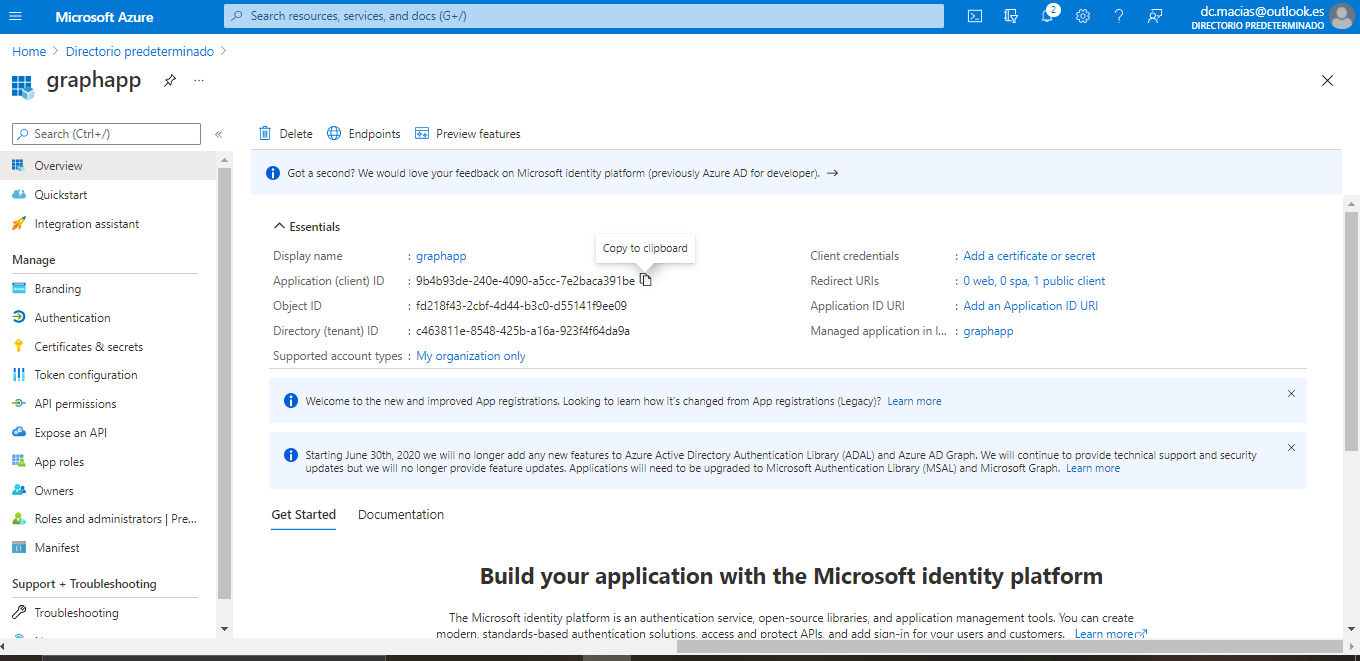 Microsoft Azure
Search resources, services, and docs (G+/)
2
dc.macias@outlook.es
DIRECTORIO PREDETERMINADO
Home > Directorio predeterminado >
graphapp
Search (Ctrl+/)
Overview
Quickstart
Integration assistant
Manage
Branding
Authentication
Certificates & secrets
Token configuration
API permissions
Expose an API
App roles
Owners
Roles and administrators | Pre...
Manifest
Support + Troubleshooting
Troubleshooting
Delete
Endpoints
Preview features
Got a second? We would love your feedback on Microsoft identity platform (previously Azure AD for developer). →
Essentials
Copy to clipboard
Display name : graphapp
Application (client) ID : 9b4b93de-240e-4090-a5cc-7e2baca391be
Object ID : fd218f43-2cbf-4d44-b3c0-d55141f9ee09
Directory (tenant) ID : c463811e-8548-425b-a16a-923f4f64da9a
Supported account types : My organization only
Client credentials : Add a certificate or secret
Redirect URIs : 0 web, 0 spa, 1 public client
Application ID URI : Add an Application ID URI
Managed application in l... : graphapp
Welcome to the new and improved App registrations. Looking to learn how it's changed from App registrations (Legacy)? Learn more
Starting June 30th, 2020 we will no longer add any new features to Azure Active Directory Authentication Library (ADAL) and Azure AD Graph. We will continue to provide technical support and security
updates but we will no longer provide feature updates. Applications will need to be upgraded to Microsoft Authentication Library (MSAL) and Microsoft Graph. Learn more
Get Started
Documentation
Build your application with the Microsoft identity platform
The Microsoft identity platform is an authentication service, open-source libraries, and application management tools. You can create
modern, standards-based authentication solutions, access and protect APIs, and add sign-in for your users and customers. Learn more